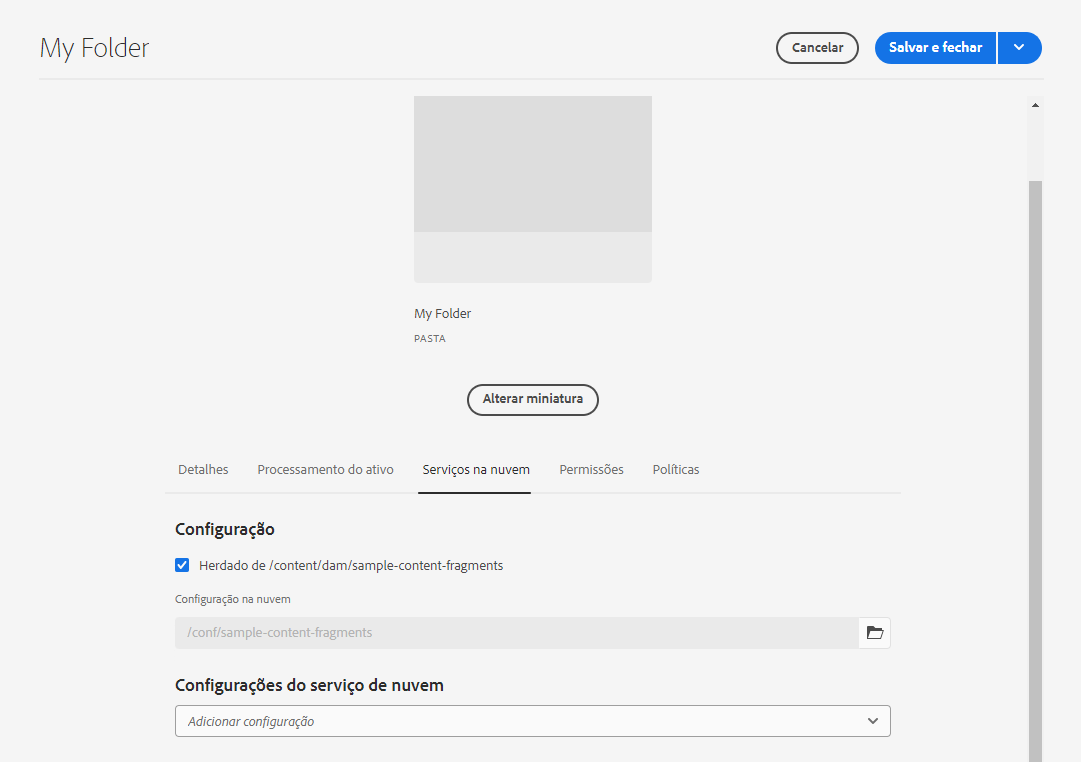 My Folder
Cancelar
Salvar e fechar
My Folder
PASTA
Alterar miniatura
Detalhes
Processamento do ativo
Serviços na nuvem
Permissões
Políticas
Configuração
Herdado de /content/dam/sample-content-fragments
Configuração na nuvem
/conf/sample-content-fragments
Configurações do serviço de nuvem
Adicionar configuração